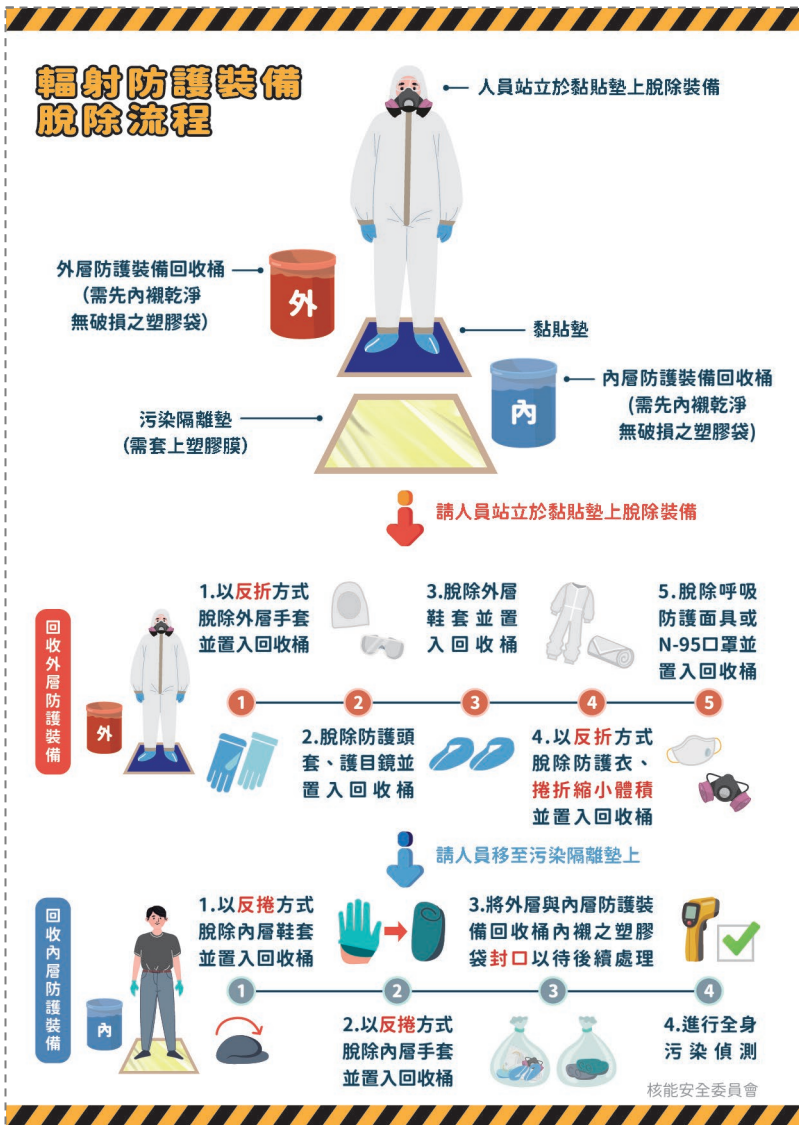 輻射防護裝備
脫除流程
人員站立於黏貼墊上脫除裝備
外層防護裝備回收桶
(需先內襯乾淨
無破損之塑膠袋)
外
黏貼墊
內層防護裝備回收桶
(需先內襯乾淨
無破損之塑膠袋)
內
污染隔離墊
(需套上塑膠膜)
請人員站立於黏貼墊上脫除裝備
回收外層防護裝備
外
1.以反折方式
脫除外層手套
並置入回收桶
3.脫除外層
鞋套並置
入回收桶
5.脫除呼吸
防護面具或
N-95口罩並
置入回收桶
1
2
3
4
5
2.脫除防護頭
套、護目鏡並
置入回收桶
4.以反折方式
脫除防護衣、
捲折縮小體積
並置入回收桶
請人員移至污染隔離墊上
回收內層防護裝備
內
1.以反捲方式
脫除內層鞋套
並置入回收桶
3.將外層與內層防護裝
備回收桶內襯之塑膠
袋封口以待後續處理
1
2
3
4
2.以反捲方式
脫除內層手套
並置入回收桶
4.進行全身
污染偵測
核能安全委員會